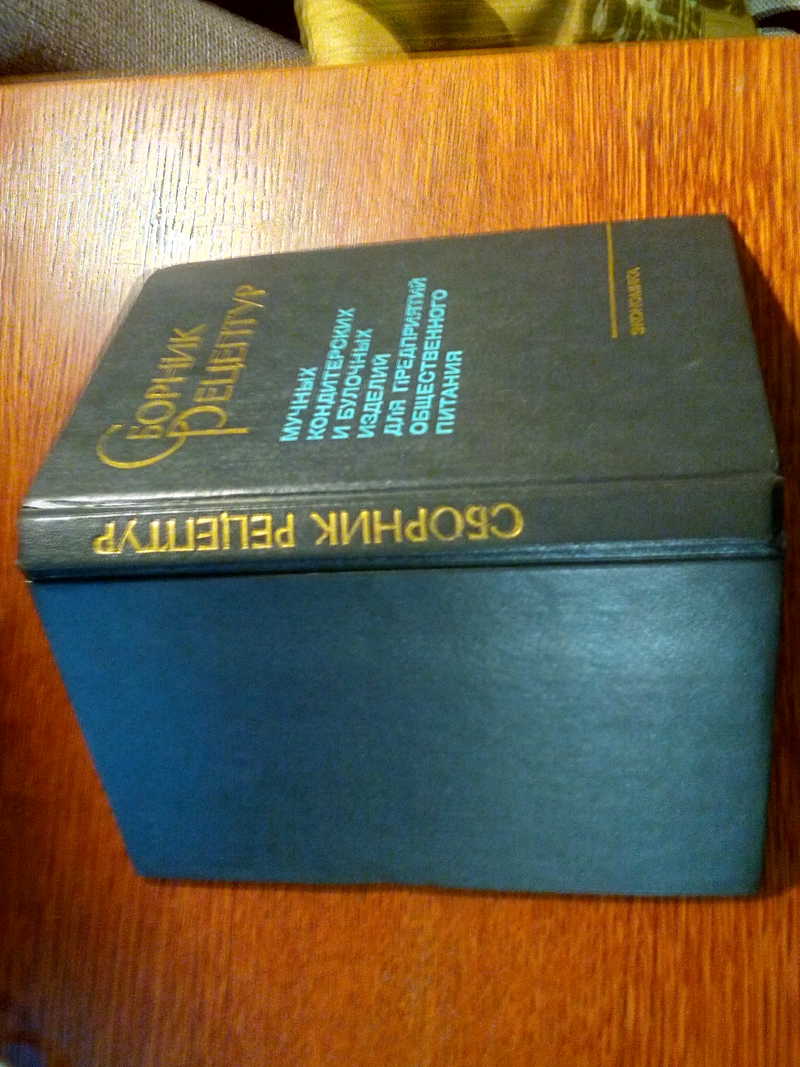 СБОРНИК
РЕЦЕПТУР
МУЧНЫХ
КОНДИТЕРСКИХ
И БУЛОЧНЫХ
ИЗДЕЛИЙ
ДЛЯ ПРЕДПРИЯТИЙ
ОБЩЕСТВЕННОГО
ПИТАНИЯ
ЭКОНОМИКА
СБОРНИК РЕЦЕПТУР